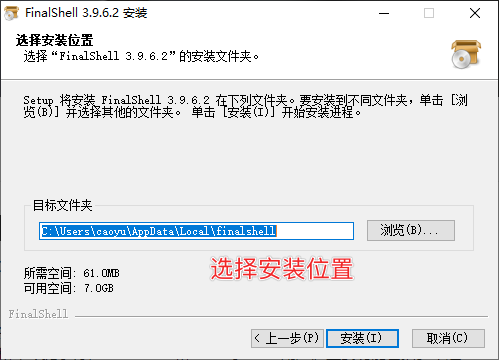 FinalShell 3.9.6.2 安装
选择安装位置
选择“FinalShell 3.9.6.2”的安装文件夹。
Setup 将安装 FinalShell 3.9.6.2 在下列文件夹。要安装到不同文件夹，单击 [浏
览(B)] 并选择其他的文件夹。 单击 [安装(I)] 开始安装进程。
目标文件夹
C:\Users\caoyu\AppData\Local\finalshell
浏览(B)...
所需空间: 61.0MB
可用空间: 7.0GB
选择安装位置
FinalShell
< 上一步(P)
安装(I)
取消(C)